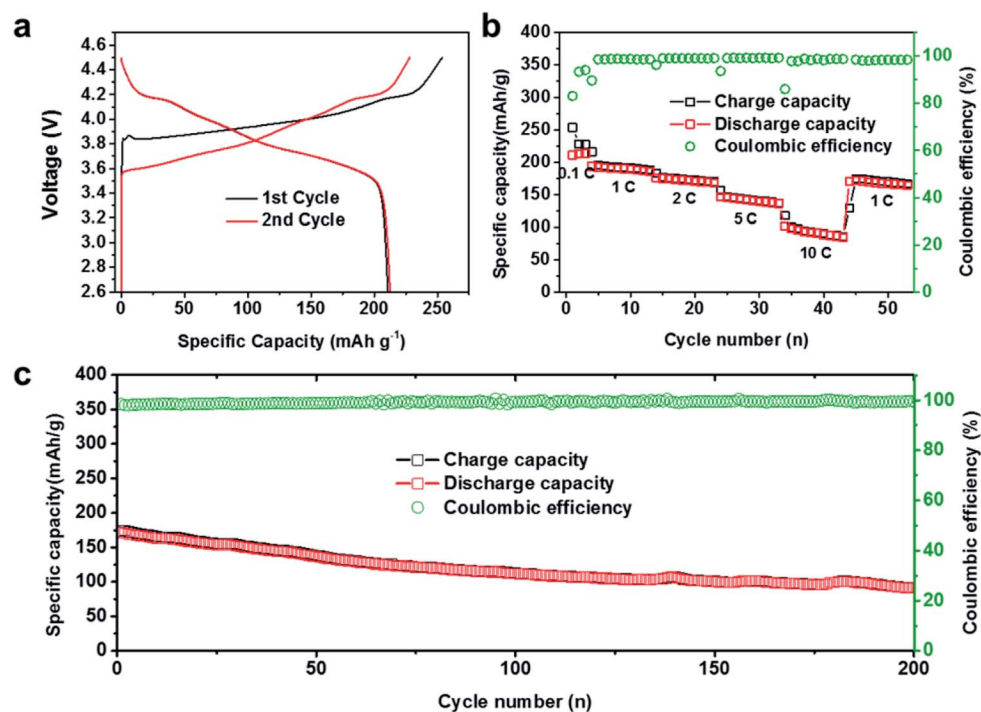 a
4.6
4.4
4.2
4.0
3.8
3.6
3.4
3.2
3.0
2.8
2.6
Voltage (V)
1st Cycle
2nd Cycle
0 50 100 150 200 250
Specific Capacity (mAh g-1)
b
400
350
300
250
200
150
100
50
0
Specific capacity(mAh/g)
Charge capacity
Discharge capacity
Coulombic efficiency
0.1 C
1 C
2 C
5 C
10 C
1 C
100
80
60
40
20
0
Coulombic efficiency (%)
0 10 20 30 40 50
Cycle number (n)
c
400
350
300
250
200
150
100
50
0
Specific capacity(mAh/g)
Charge capacity
Discharge capacity
Coulombic efficiency
100
80
60
40
20
0
Coulombic efficiency (%)
0 50 100 150 200
Cycle number (n)